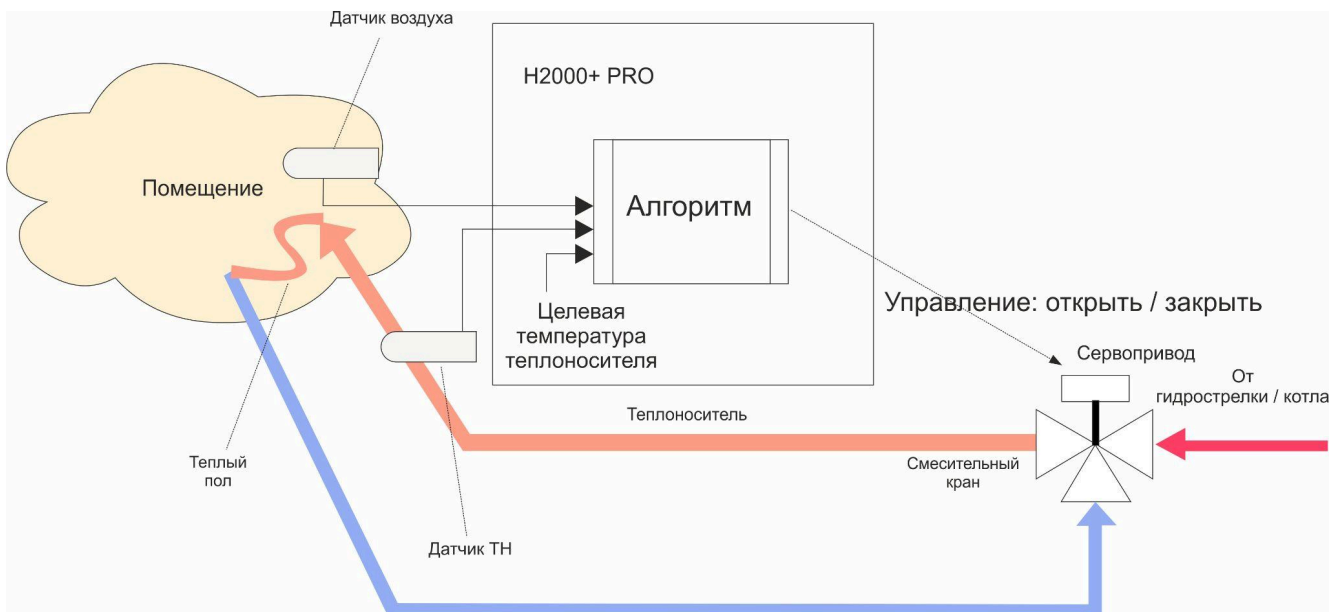 Датчик воздуха
H2000+ PRO
Помещение
Алгоритм
Целевая
температура
теплоносителя
Управление: открыть / закрыть
Сервопривод
От
гидрострелки / котла
Теплоноситель
Смесительный
кран
Теплый
пол
Датчик ТН